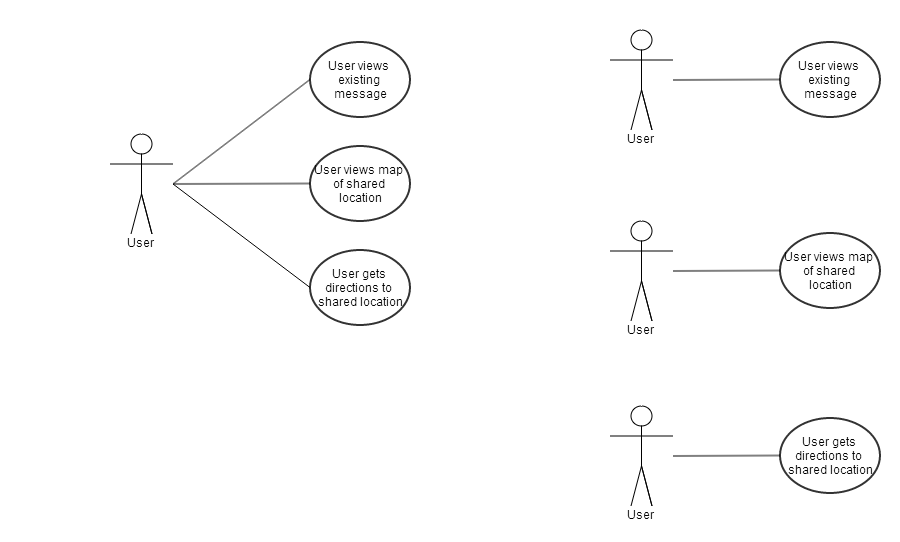 User views
existing
message
User views map
of shared
location
User gets
directions to
shared location
User
User views
existing
message
User
User views map
of shared
location
User
User gets
directions to
shared location
User